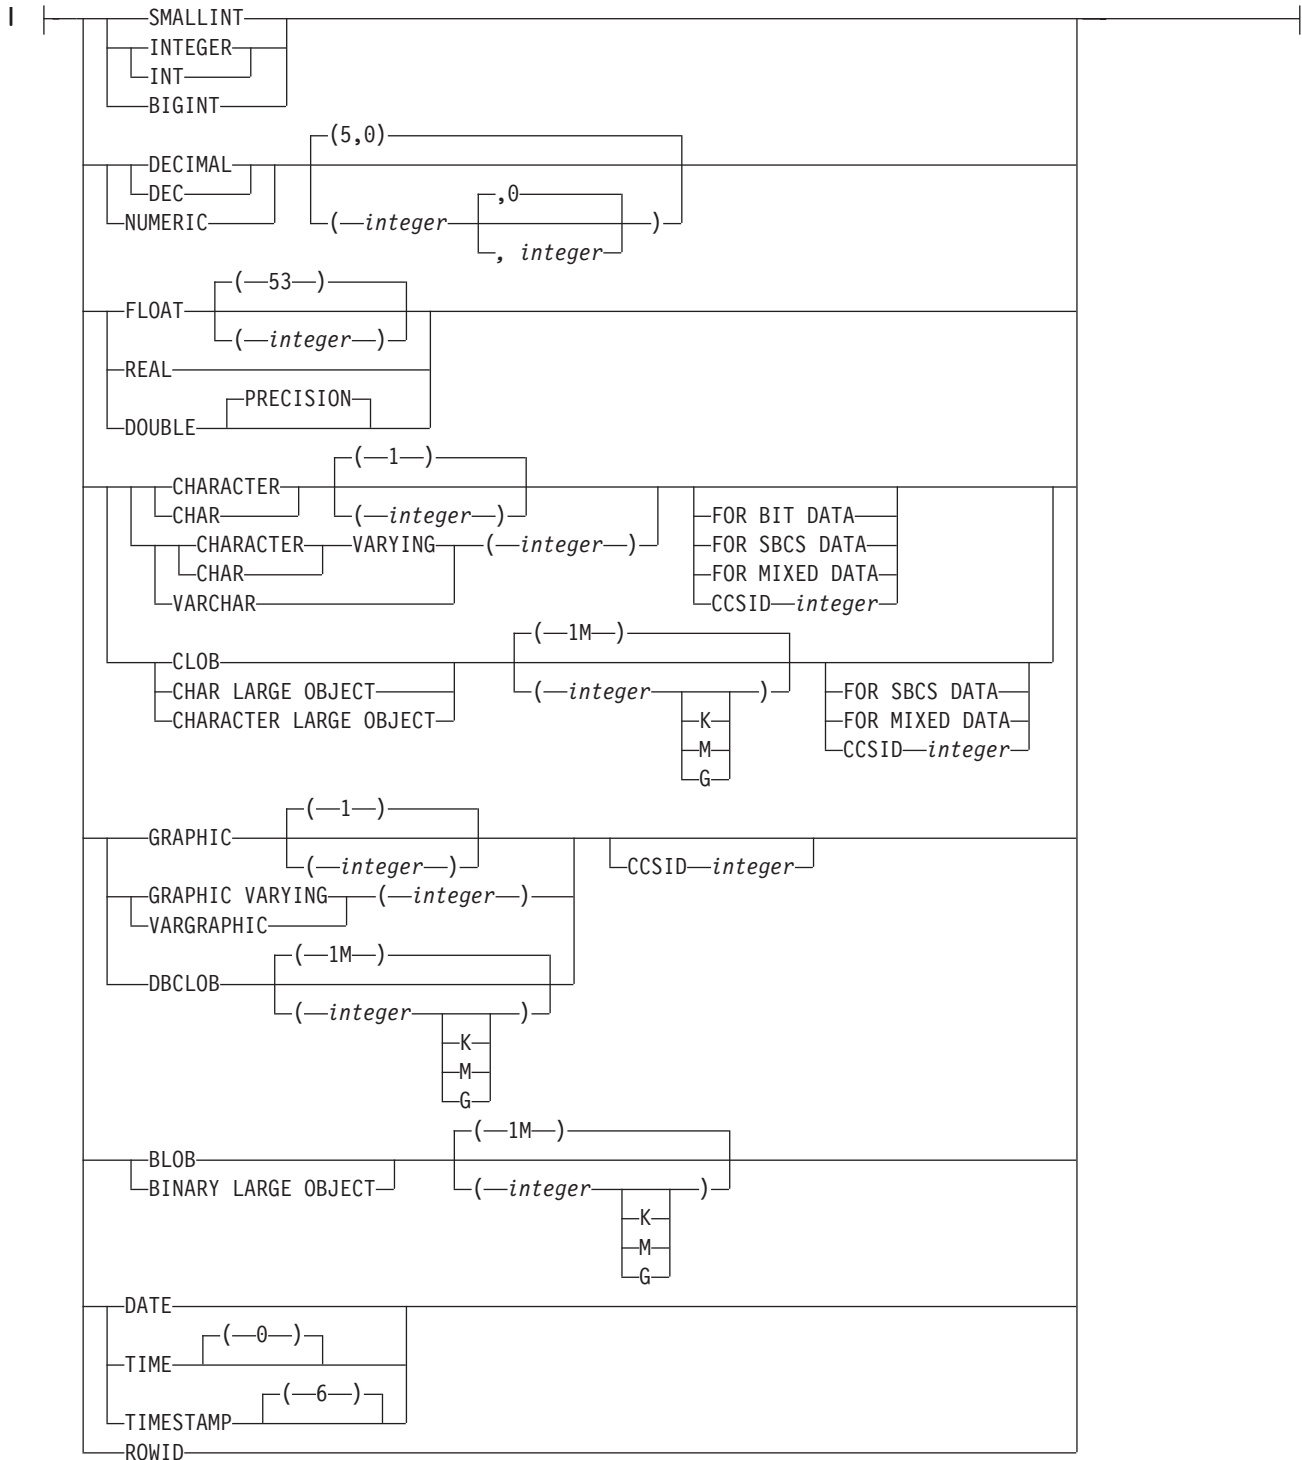 SMALLINT
INTEGER
INT
BIGINT
(5,0)
DECIMAL
DEC
,0
NUMERIC
( integer )
, integer
( 53 )
FLOAT
( integer )
REAL
PRECISION
DOUBLE
( 1 )
CHARACTER
CHAR ( integer ) FOR BIT DATA
CHARACTER VARYING ( integer ) FOR SBCS DATA
CHAR FOR MIXED DATA
VARCHAR CCSID integer
( 1M )
CLOB
CHAR LARGE OBJECT ( integer ) FOR SBCS DATA
CHARACTER LARGE OBJECT K FOR MIXED DATA
M CCSID integer
G
( 1 )
GRAPHIC
( integer ) CCSID integer
GRAPHIC VARYING ( integer )
VARGRAPHIC
( 1M )
DBCLOB
( integer )
K
M
G
( 1M )
BLOB
BINARY LARGE OBJECT ( integer )
K
M
G
DATE
( 0 )
TIME
( 6 )
TIMESTAMP
ROWID